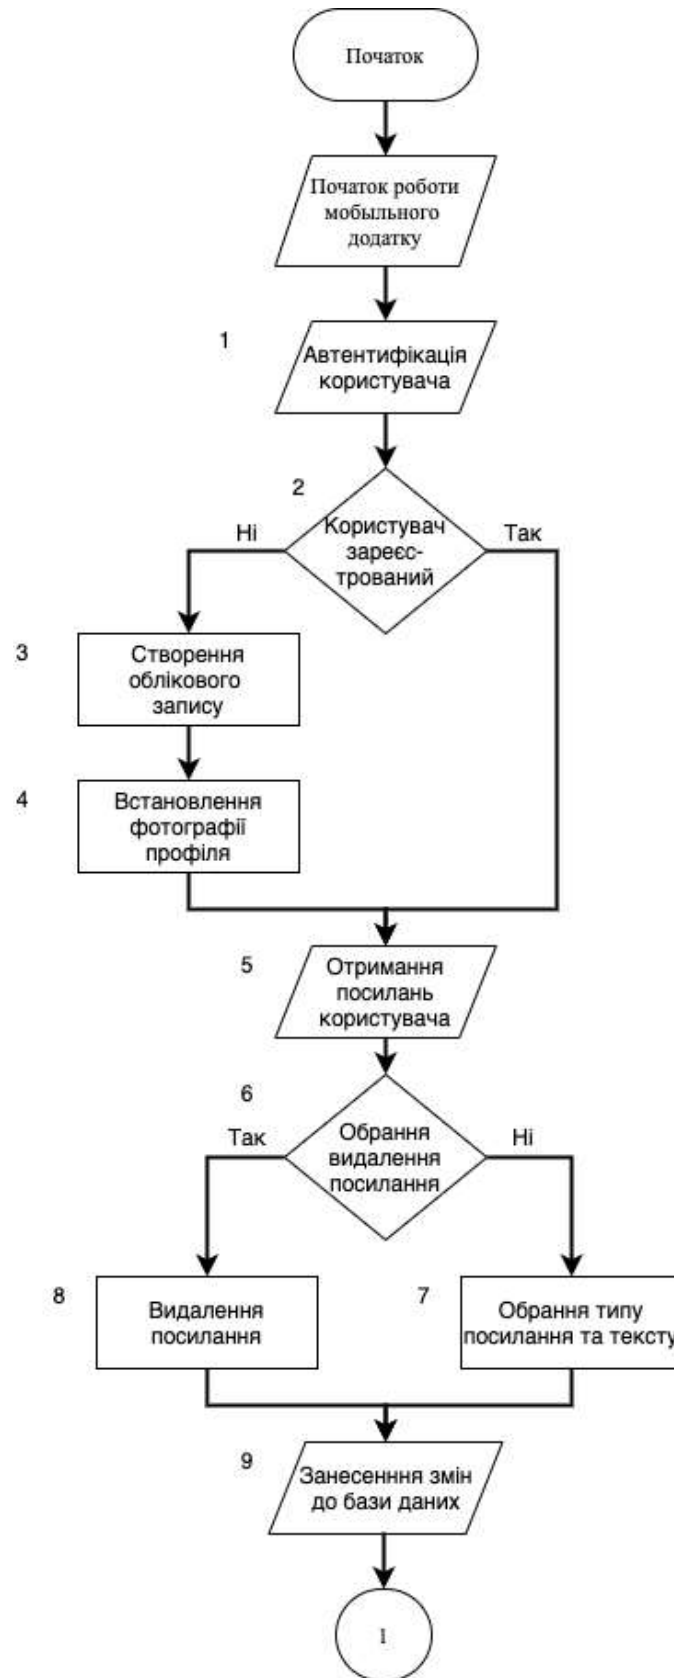 Початок
Початок роботи
мобыльного
додатку
1
Автентифікація
користувача
2
Користувач
зареєс-
трований
Ні
Так
3
Створення
облікового
запису
4
Встановлення
фотографії
профіля
5
Отримання
посилань
користувача
6
Так
Обрання
видалення
посилання
Ні
8
Видалення
посилання
7
Обрання типу
посилання та тексту
9
Занесенння змін
до бази даних
1